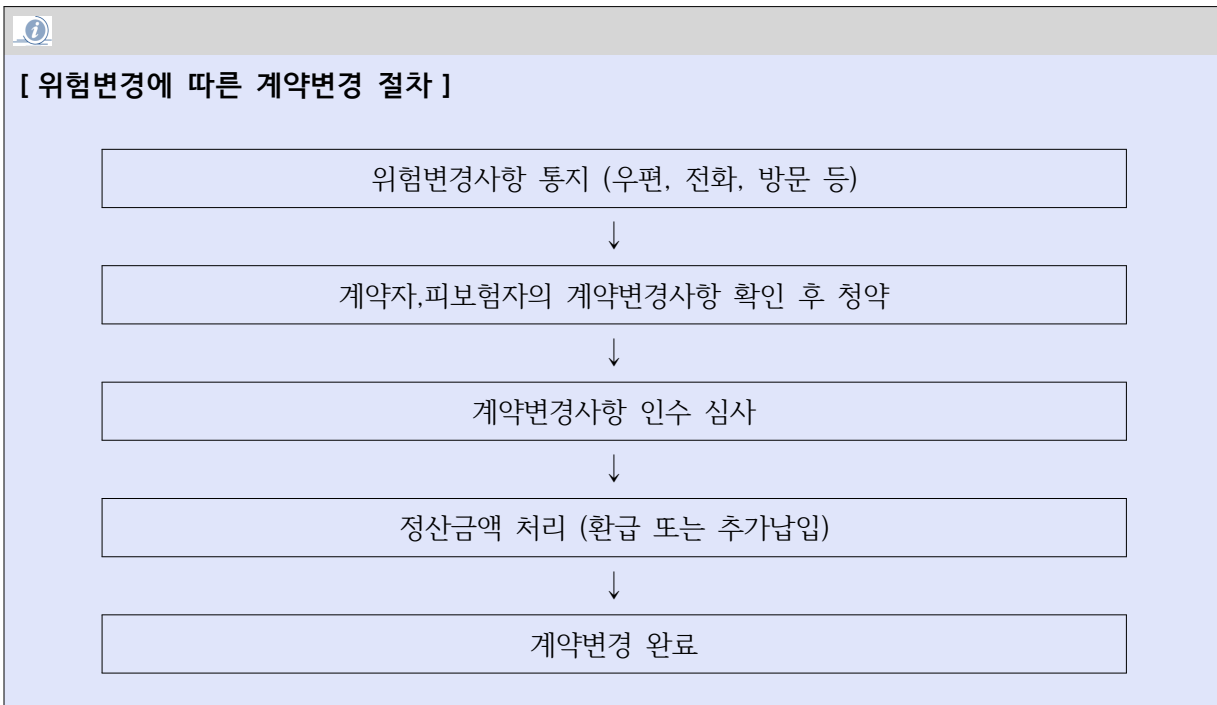 [ 위험변경에 따른 계약변경 절차 ]
위험변경사항 통지 (우편, 전화, 방문 등)
↓
계약자,피보험자의 계약변경사항 확인 후 청약
↓
계약변경사항 인수 심사
↓
정산금액 처리 (환급 또는 추가납입)
↓
계약변경 완료